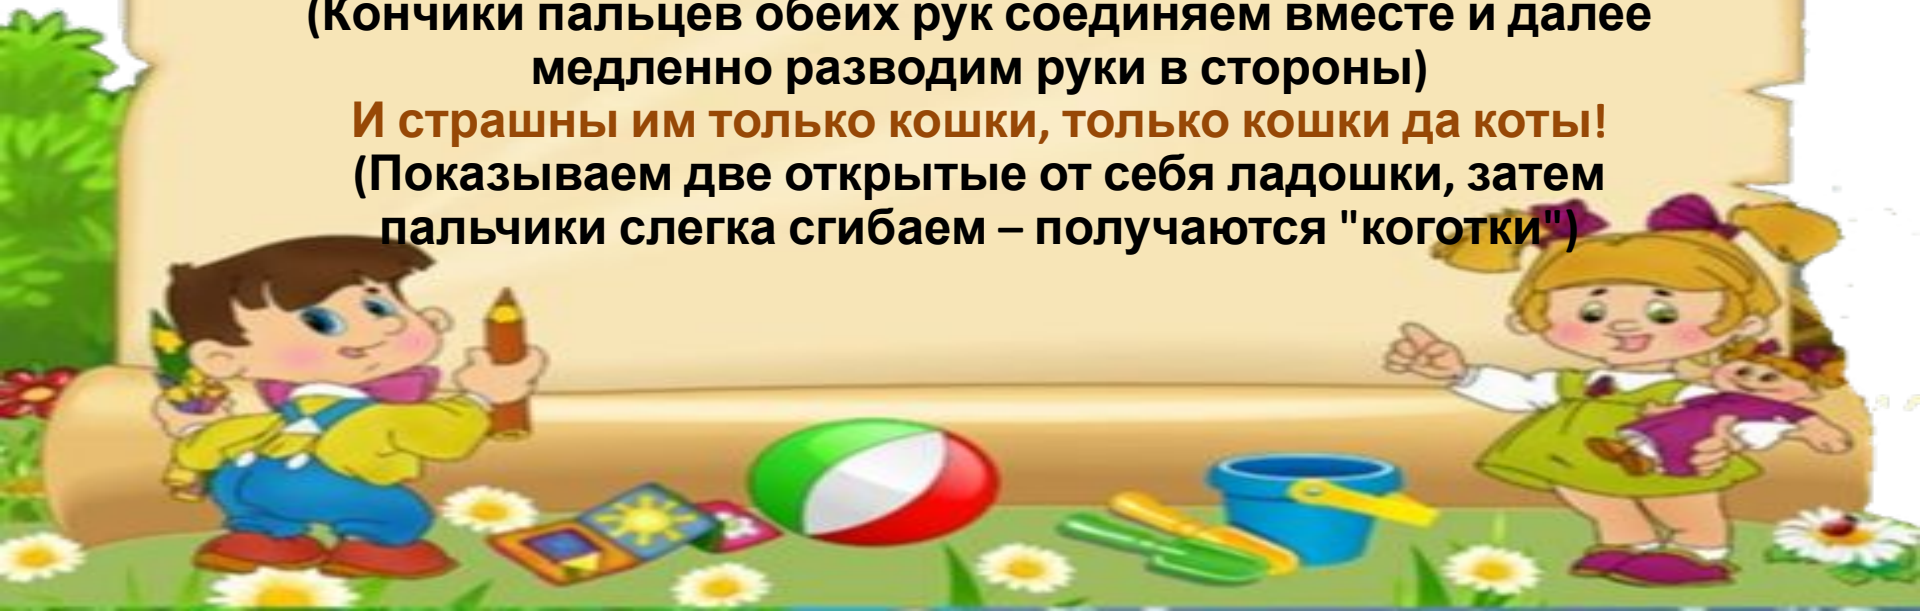 (Кончики пальцев обеих рук соединяем вместе и далее
медленно разводим руки в стороны)
И страшны им только кошки, только кошки да коты!
(Показываем две открытые от себя ладошки, затем
пальчики слегка сгибаем – получаются "коготки")